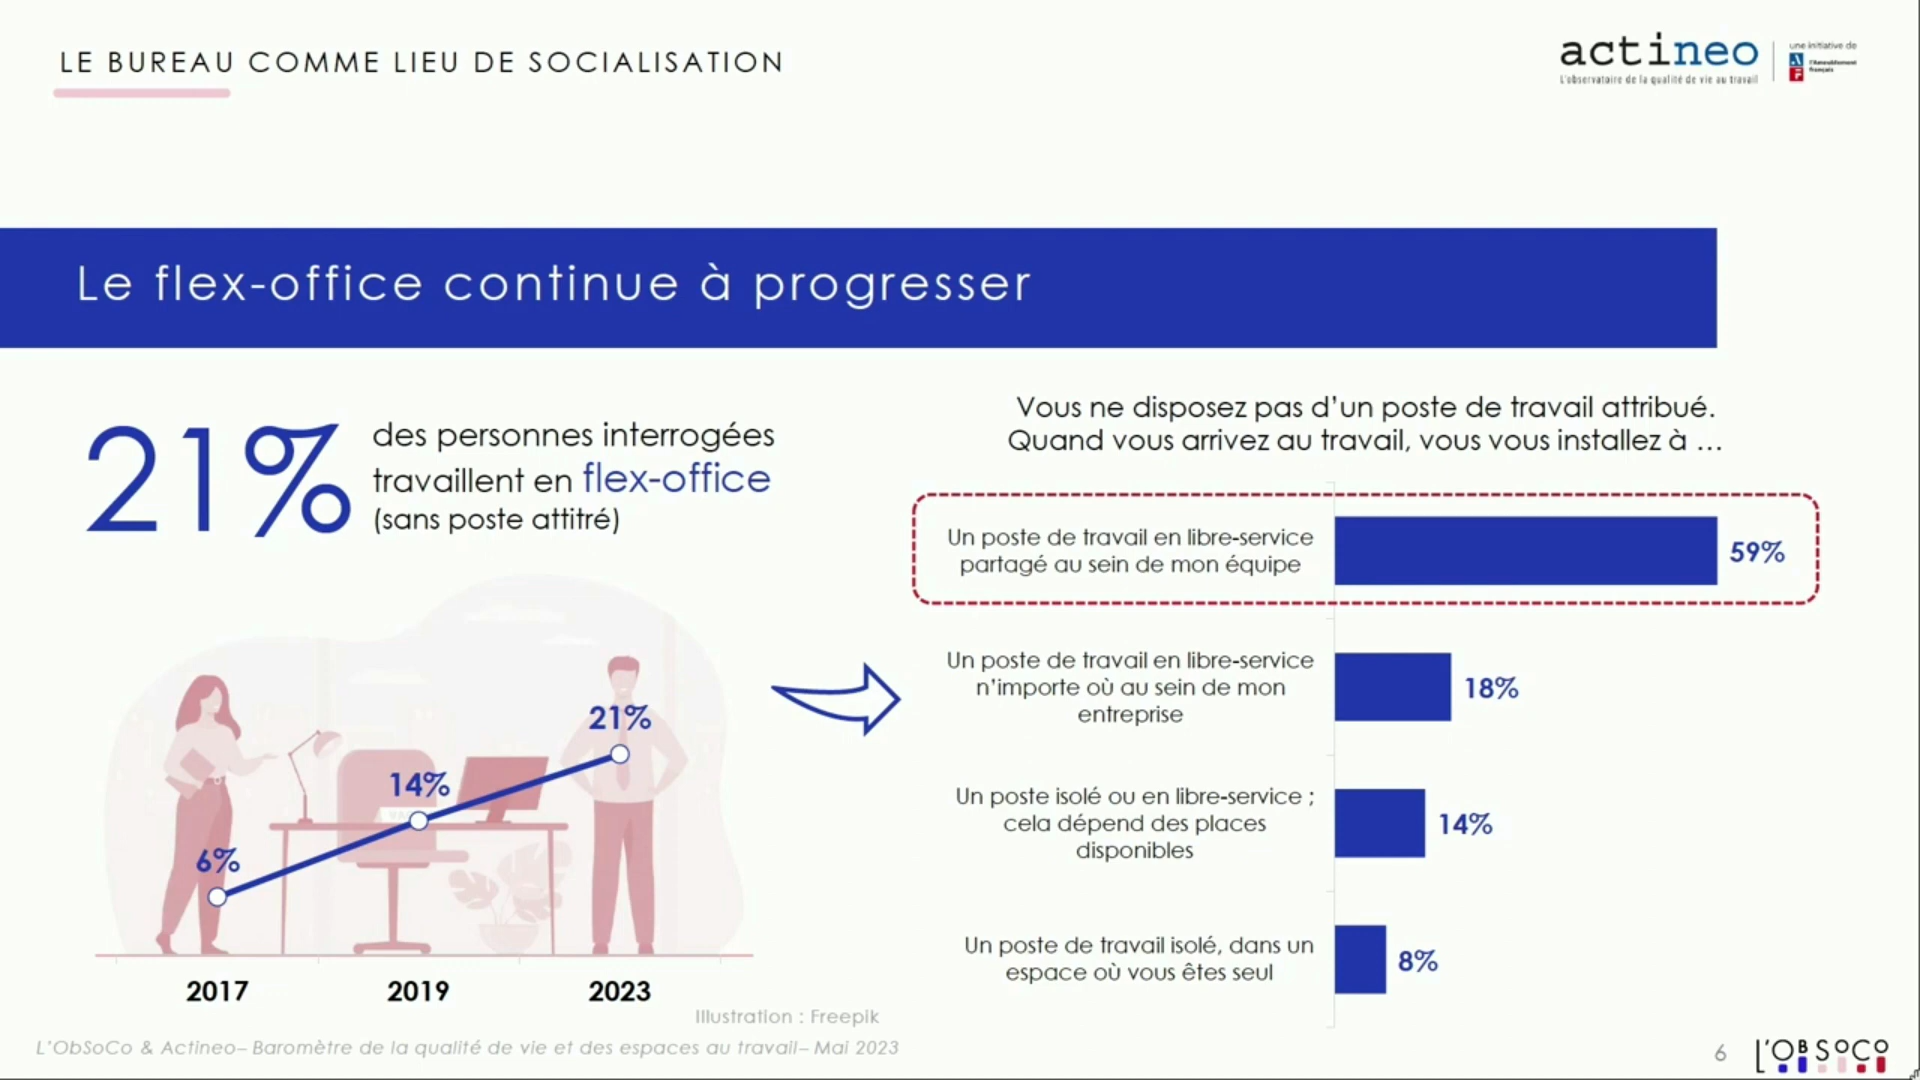 LE BUREAU COMME LIEU DE SOCIALISATION
actineo
L'observatoire de la qualité de vie au travail
une initiative de
l'Ameublement
français
Le flex-office continue à progresser
21%
des personnes interrogées
travaillent en flex-office
(sans poste attitré)
6%
14%
21%
2017
2019
2023
Illustration : Freepik
Vous ne disposez pas d'un poste de travail attribué.
Quand vous arrivez au travail, vous vous installez à ...
Un poste de travail en libre-service
partagé au sein de mon équipe
59%
Un poste de travail en libre-service
n'importe où au sein de mon
entreprise
18%
Un poste isolé ou en libre-service ;
cela dépend des places
disponibles
14%
Un poste de travail isolé, dans un
espace où vous êtes seul
8%
L'ObSoCo & Actineo– Baromètre de la qualité de vie et des espaces au travail– Mai 2023
6
L'OBSOCO